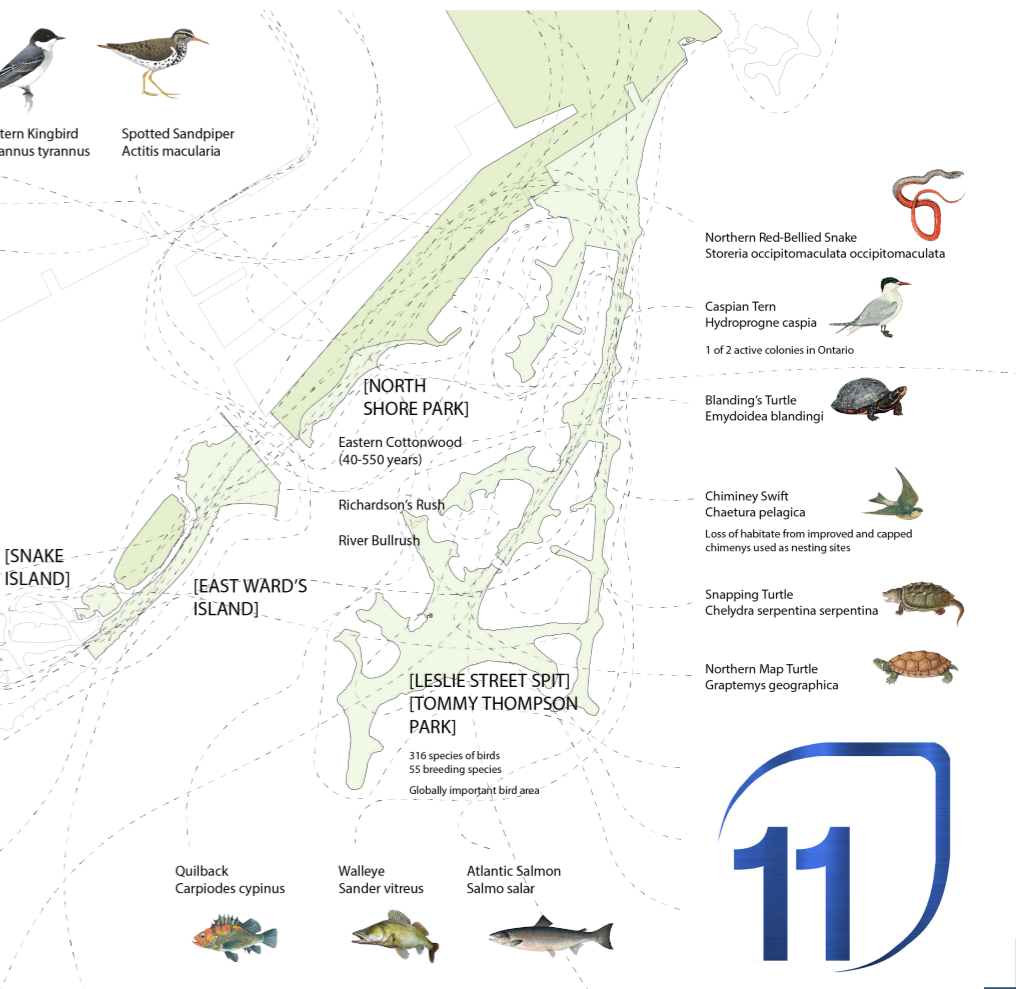 tern Kingbird
annus tyrannus
Spotted Sandpiper
Actitis macularia
Northern Red-Bellied Snake
Storeria occipitomaculata occipitomaculata
Caspian Tern
Hydroprogne caspia
1 of 2 active colonies in Ontario
[NORTH
SHORE PARK]
Blanding's Turtle
Emydoidea blandingi
Eastern Cottonwood
(40-550 years)
Richardson's Rush
River Bullrush
Chiminey Swift
Chaetura pelagica
Loss of habitate from improved and capped
chimenys used as nesting sites
[SNAKE
ISLAND]
[EAST WARD'S
ISLAND]
Snapping Turtle
Chelydra serpentina serpentina
Northern Map Turtle
Graptemys geographica
[LESLIE STREET SPIT]
[TOMMY THOMPSON
PARK]
316 species of birds
55 breeding species
Globally important bird area
Quilback
Carpiodes cypinus
Walleye
Sander vitreus
Atlantic Salmon
Salmo salar
11